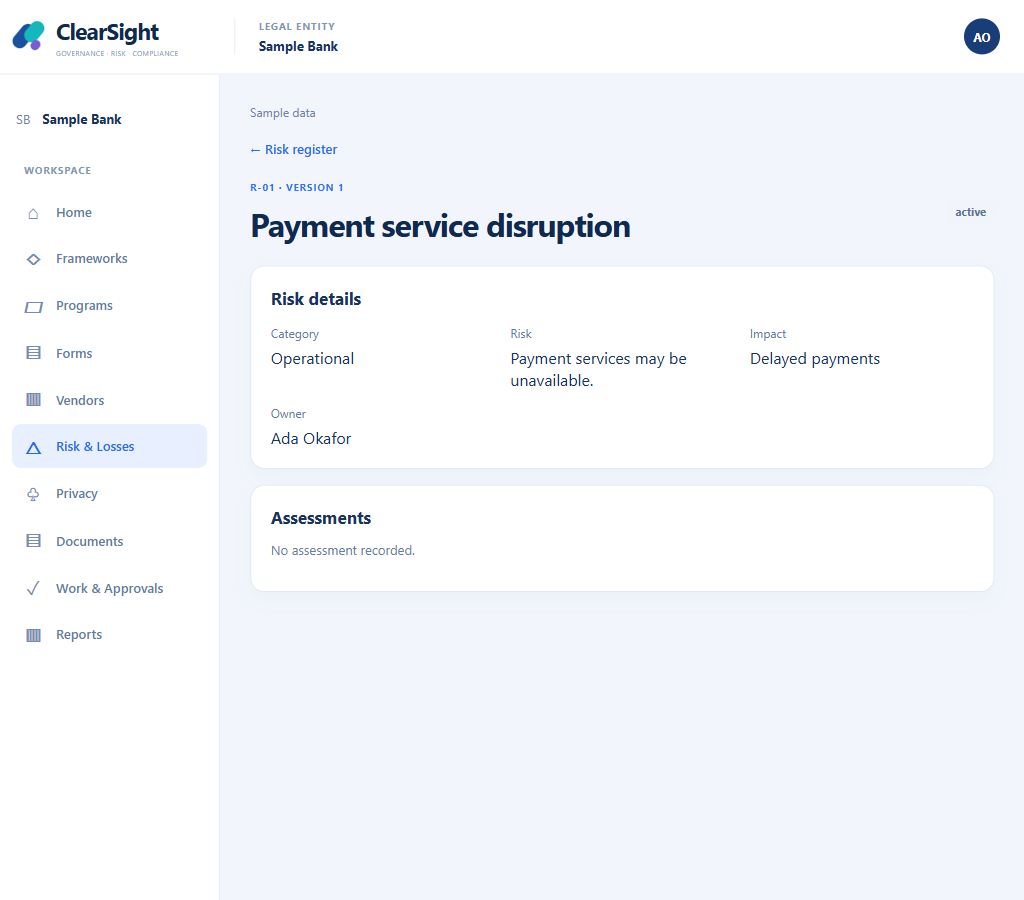 ClearSight
GOVERNANCE · RISK · COMPLIANCE
LEGAL ENTITY
Sample Bank
AO
SB Sample Bank
WORKSPACE
Home
Frameworks
Programs
Forms
Vendors
Risk & Losses
Privacy
Documents
Work & Approvals
Reports
Sample data
← Risk register
R-01 · VERSION 1
Payment service disruption
active
Risk details
Category
Operational
Risk
Payment services may be
unavailable.
Impact
Delayed payments
Owner
Ada Okafor
Assessments
No assessment recorded.